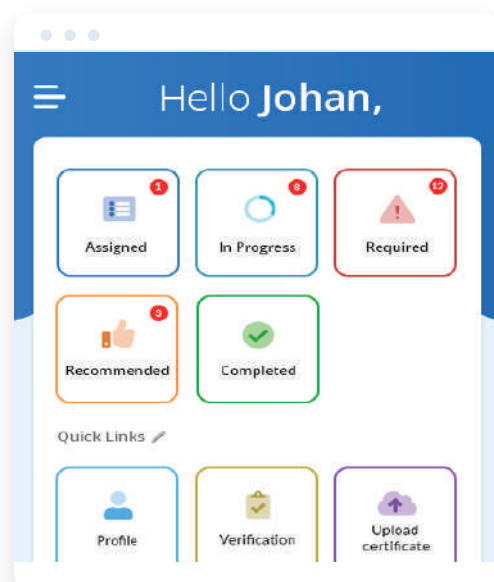 Hello Johan,
1
8
12
Assigned
In Progress
Required
3
Recommended
Completed
Quick Links
Profile
Verification
Upload
certificate